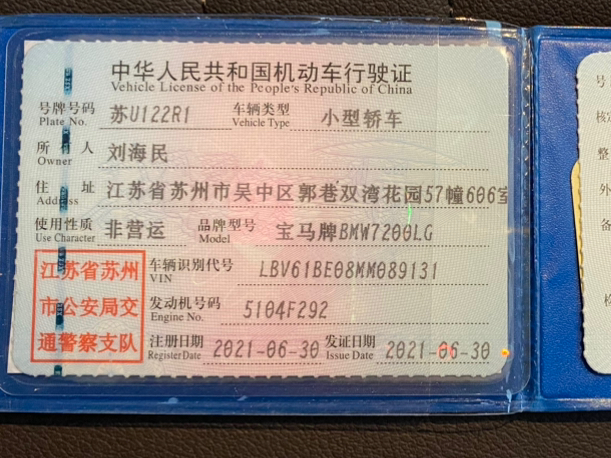 中华人民共和国机动车行驶证
Vehicle License of the People's Republic of China
号牌号码 苏U122R1 车辆类型 小型轿车
Plate No. Vehicle Type
所有人 刘海民
Owner
住址 江苏省苏州市吴中区郭巷双湾花园57幢606室
Address
使用性质 非营运 品牌型号 宝马牌BMW7200LG
Use Character Model
江苏省苏州
市公安局交
通警察支队
车辆识别代号 LBV61BE08MM089131
VIN
发动机号码 5104F292
Engine No.
注册日期 2021-06-30 发证日期 2021-06-30
Register Date Issue Date
号
核定
整
外
备
检